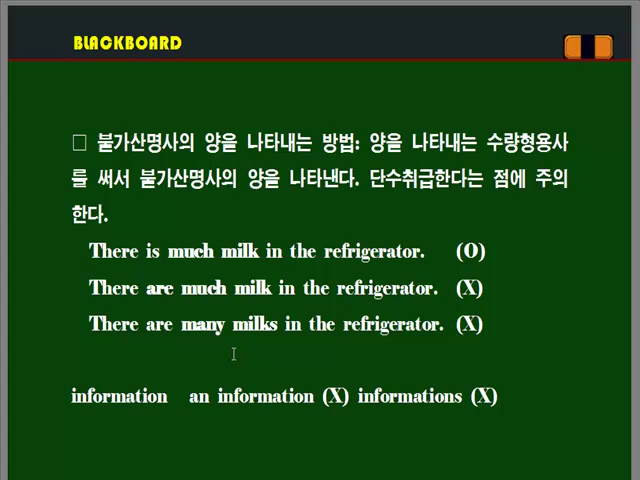 BLACKBOARD
□ 불가산명사의 양을 나타내는 방법: 양을 나타내는 수량형용사
를 써서 불가산명사의 양을 나타낸다. 단수취급한다는 점에 주의
한다.
There is much milk in the refrigerator. (O)
There are much milk in the refrigerator. (X)
There are many milks in the refrigerator. (X)
information an information (X) informations (X)